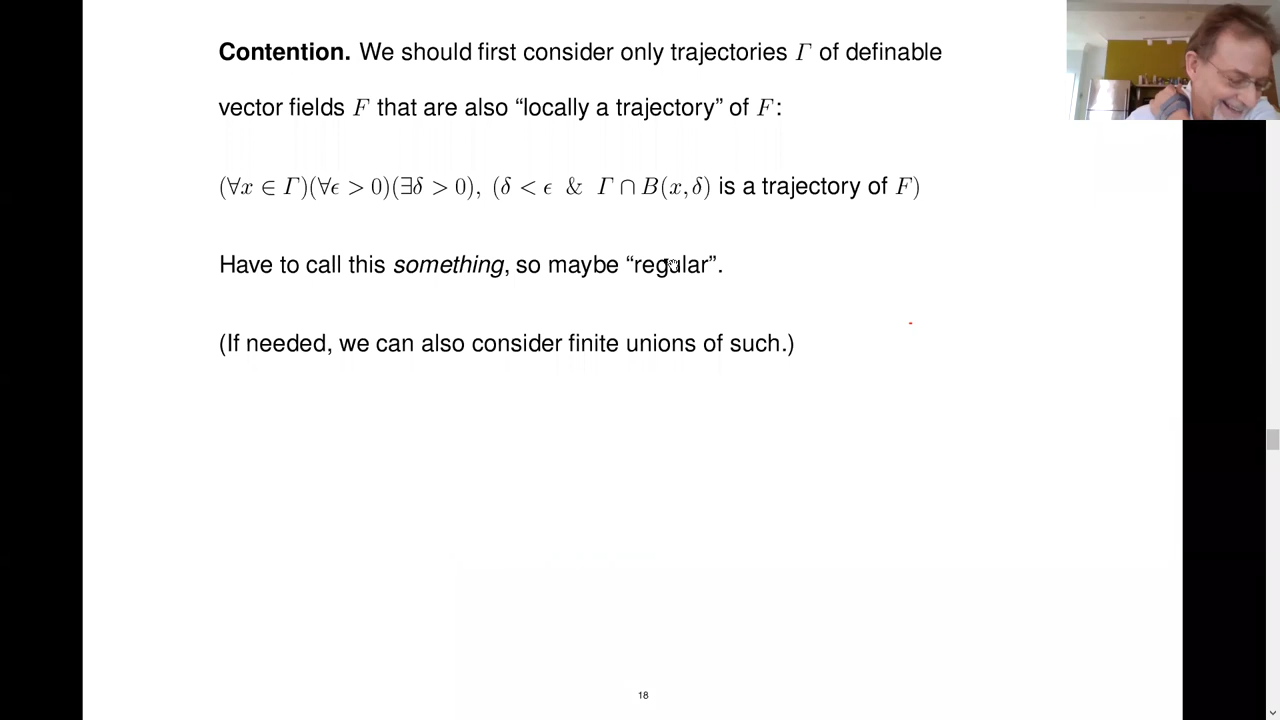 Contention. We should first consider only trajectories Γ of definable
vector fields F that are also “locally a trajectory” of F:
(∀x ∈ Γ)(∀ϵ > 0)(∃δ > 0), (δ < ϵ & Γ ∩ B(x, δ) is a trajectory of F)
Have to call this something, so maybe “regular”.
(If needed, we can also consider finite unions of such.)
18